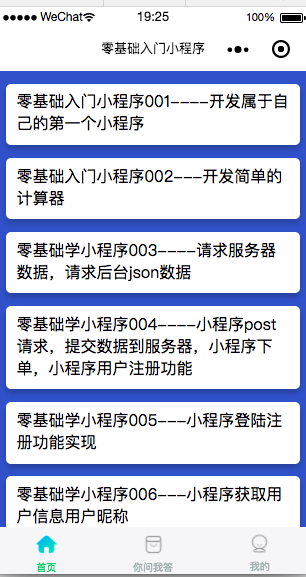 WeChat
19:25
100%
零基础入门小程序
零基础入门小程序001----开发属于自
己的第一个小程序
零基础入门小程序002---开发简单的
计算器
零基础学小程序003----请求服务器
数据，请求后台json数据
零基础学小程序004----小程序post
请求，提交数据到服务器，小程序下
单，小程序用户注册功能
零基础学小程序005---小程序登陆注
册功能实现
零基础学小程序006---小程序获取用
户信息用户昵称
首页
你问我答
我的